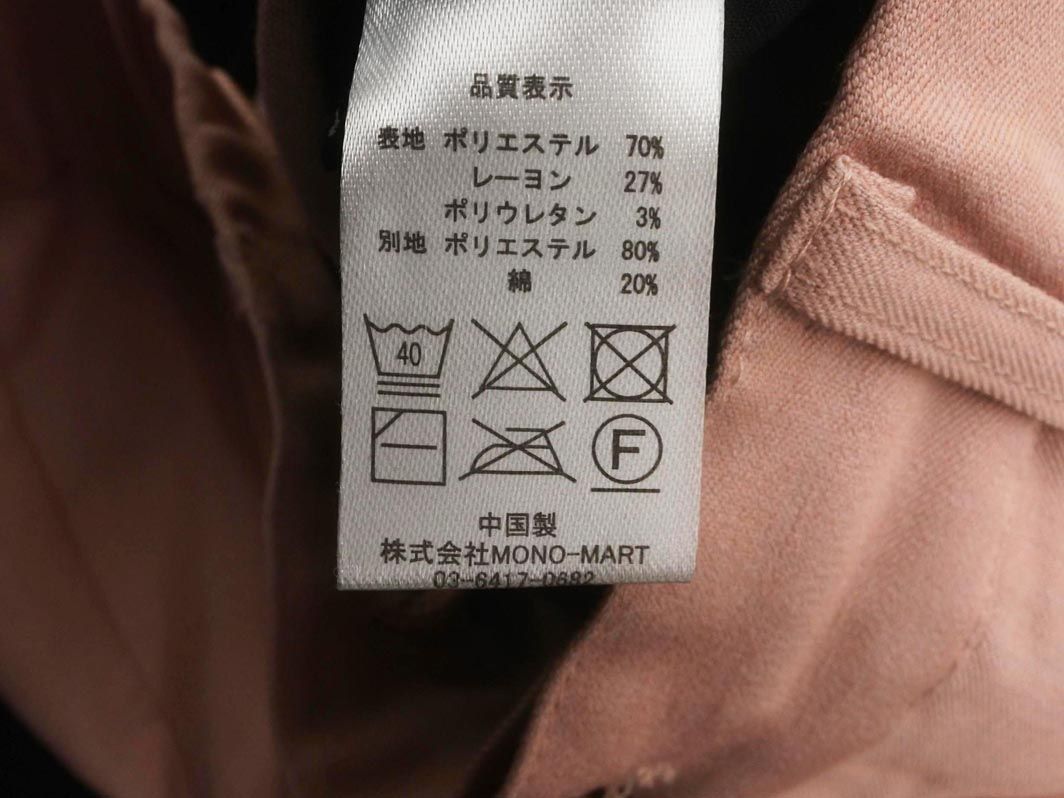 品質表示
表地 ポリエステル 70%
レーヨン 27%
ポリウレタン 3%
別地 ポリエステル 80%
綿 20%
40
F
中国製
株式会社MONO-MART
03-6417-0682